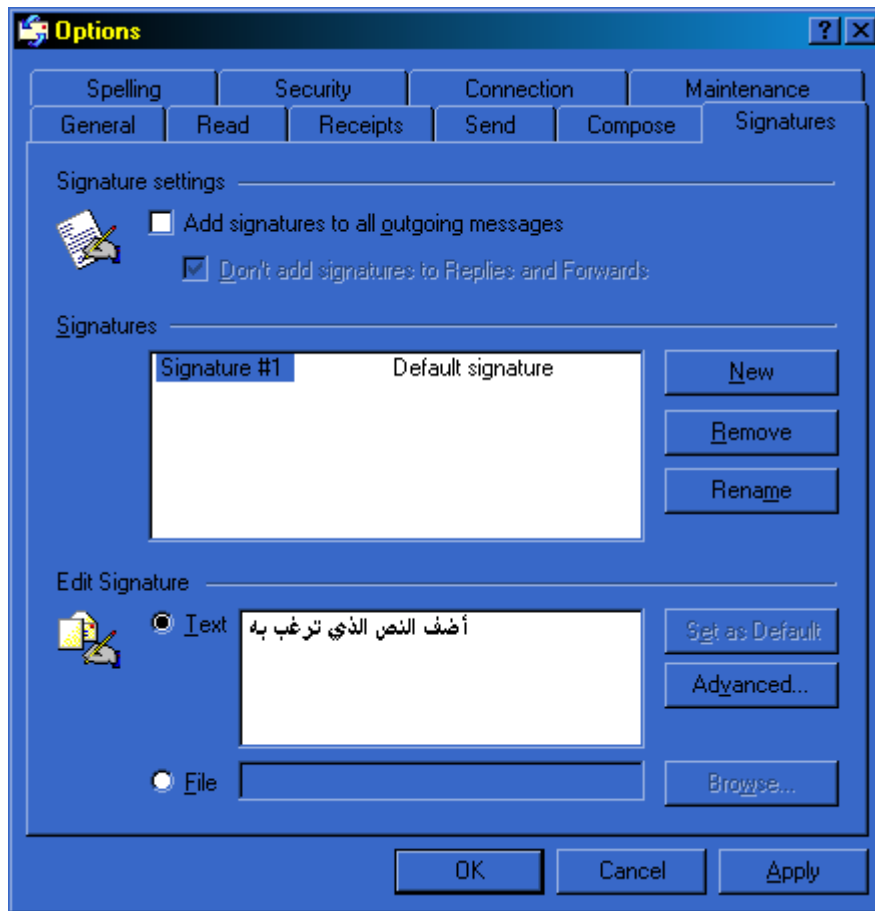 Options
Spelling Security Connection Maintenance
General Read Receipts Send Compose Signatures
Signature settings
Add signatures to all outgoing messages
Don't add signatures to Replies and Forwards
Signatures
Signature #1 Default signature
New
Remove
Rename
Edit Signature
Text أضف النص الذي ترغب به
Set as Default
Advanced...
File Browse...
OK Cancel Apply